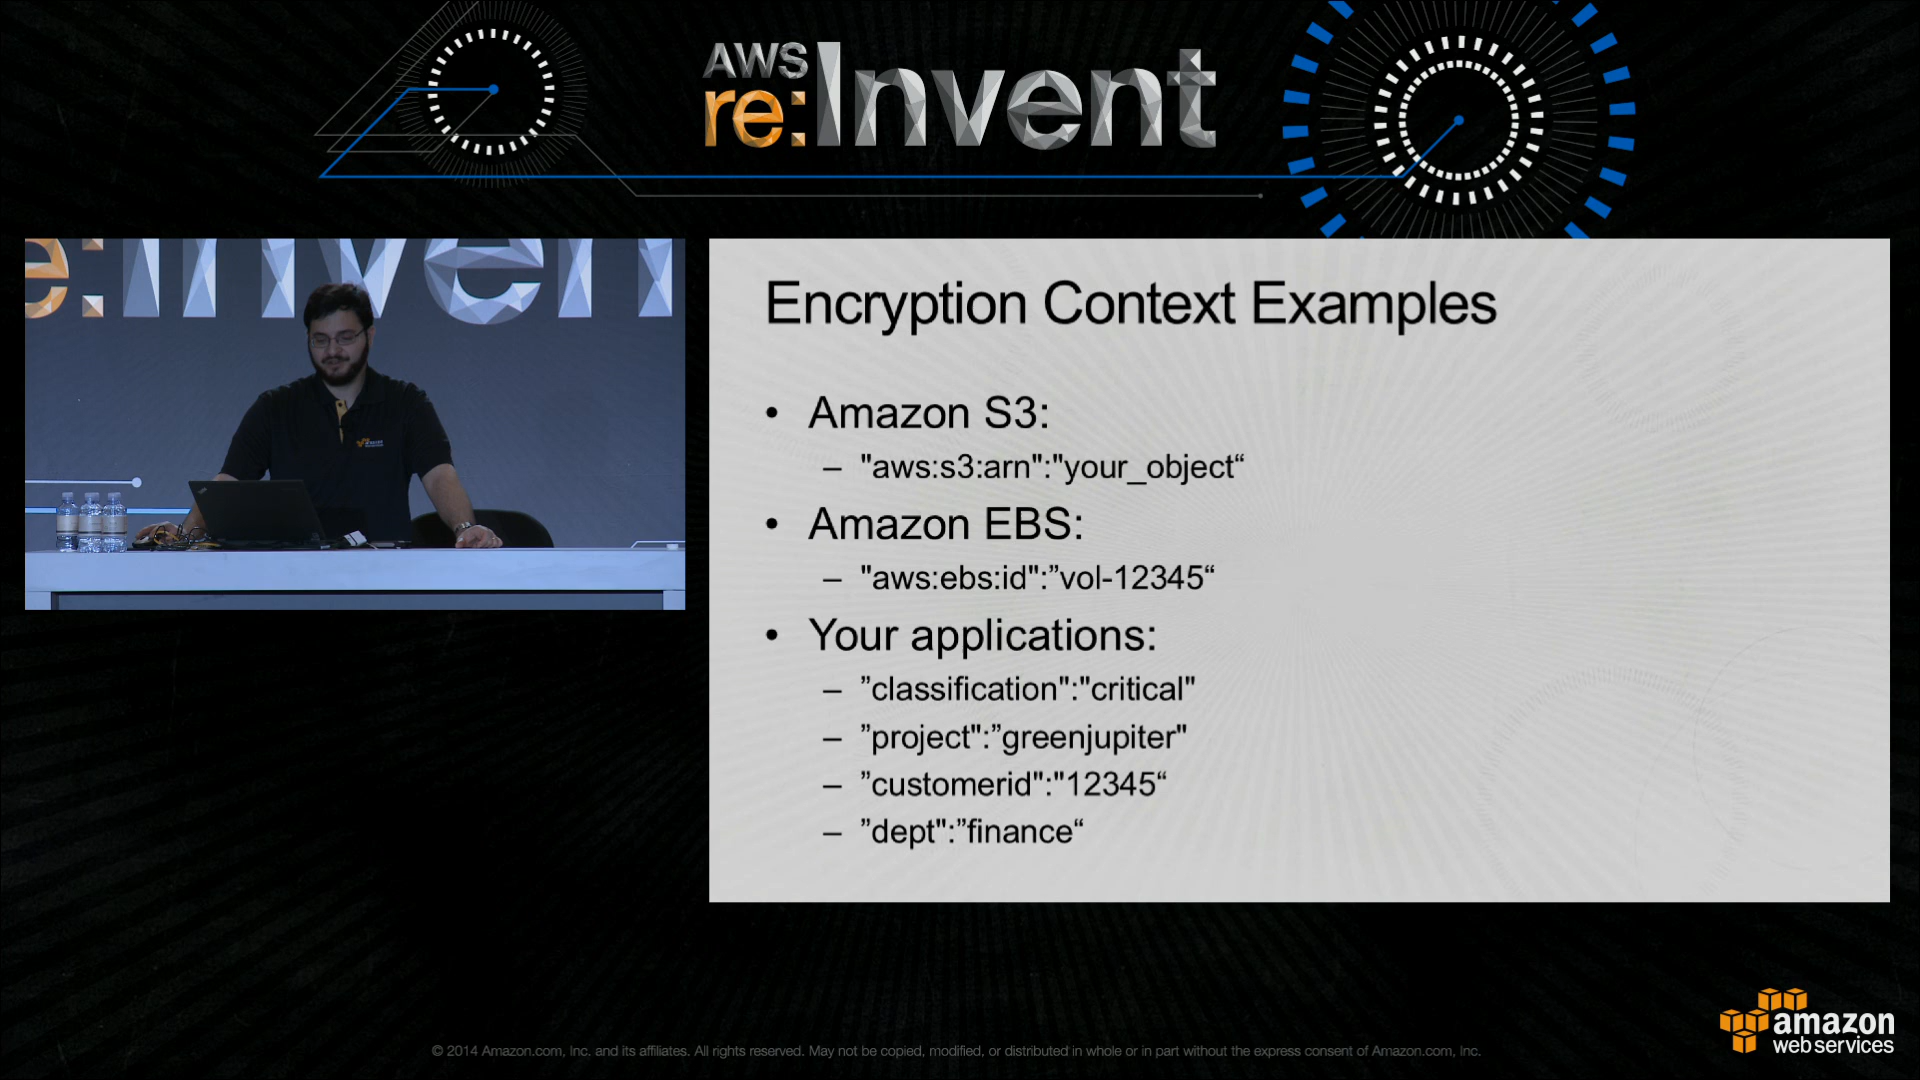 AWS
re:Invent
e:Inven
Encryption Context Examples
• Amazon S3:
– "aws:s3:arn":"your_object“
• Amazon EBS:
– "aws:ebs:id":”vol-12345“
• Your applications:
– ”classification":"critical"
– ”project":”greenjupiter"
– ”customerid":"12345“
– ”dept":”finance“
amazon
web services
© 2014 Amazon.com, Inc. and its affiliates. All rights reserved. May not be copied, modified, or distributed in whole or in part without the express consent of Amazon.com, Inc.